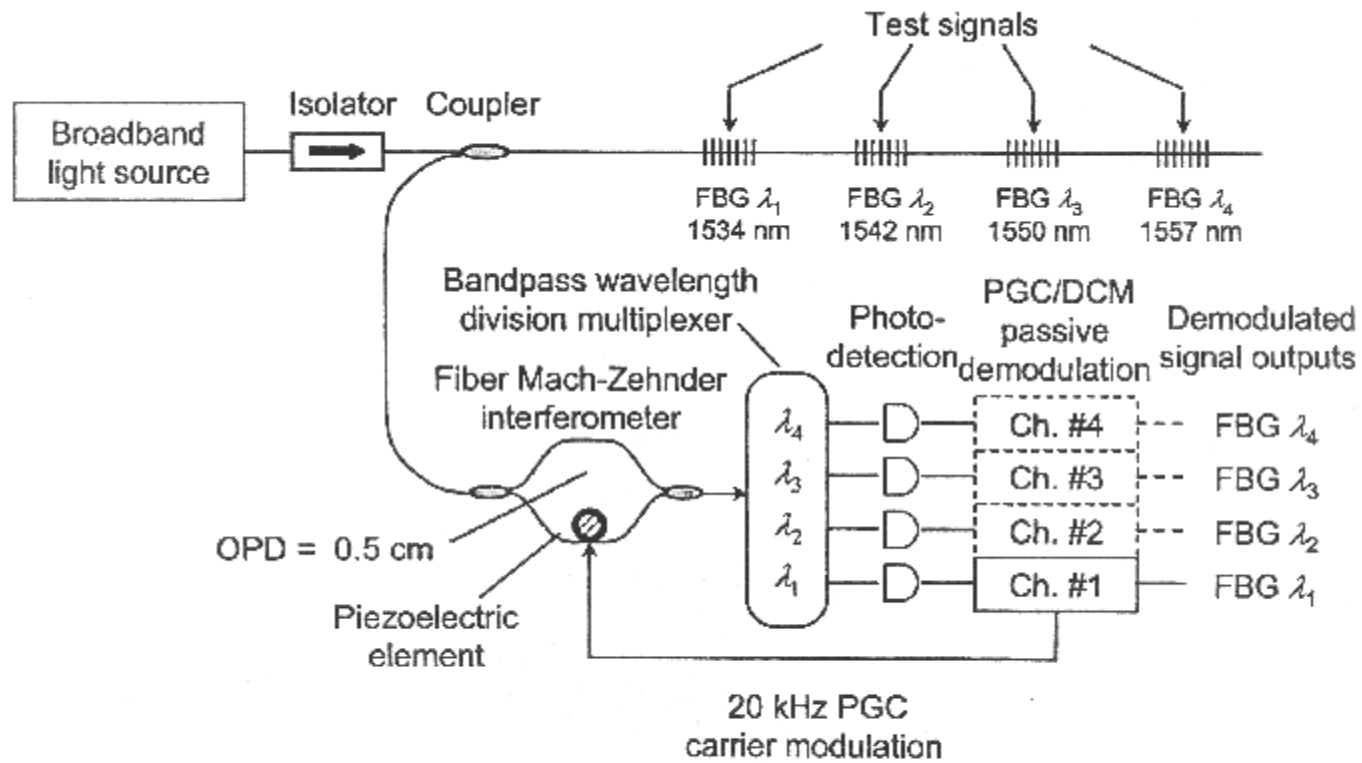 Test signals
Isolator
Coupler
Broadband
light source
FBG λ1
1534 nm
FBG λ2
1542 nm
FBG λ3
1550 nm
FBG λ4
1557 nm
Bandpass wavelength
division multiplexer
Photo-
detection
PGC/DCM
passive
demodulation
Demodulated
signal outputs
Fiber Mach-Zehnder
interferometer
λ4
Ch. #4
FBG λ4
λ3
Ch. #3
FBG λ3
λ2
Ch. #2
FBG λ2
λ1
Ch. #1
FBG λ1
OPD = 0.5 cm
Piezoelectric
element
20 kHz PGC
carrier modulation